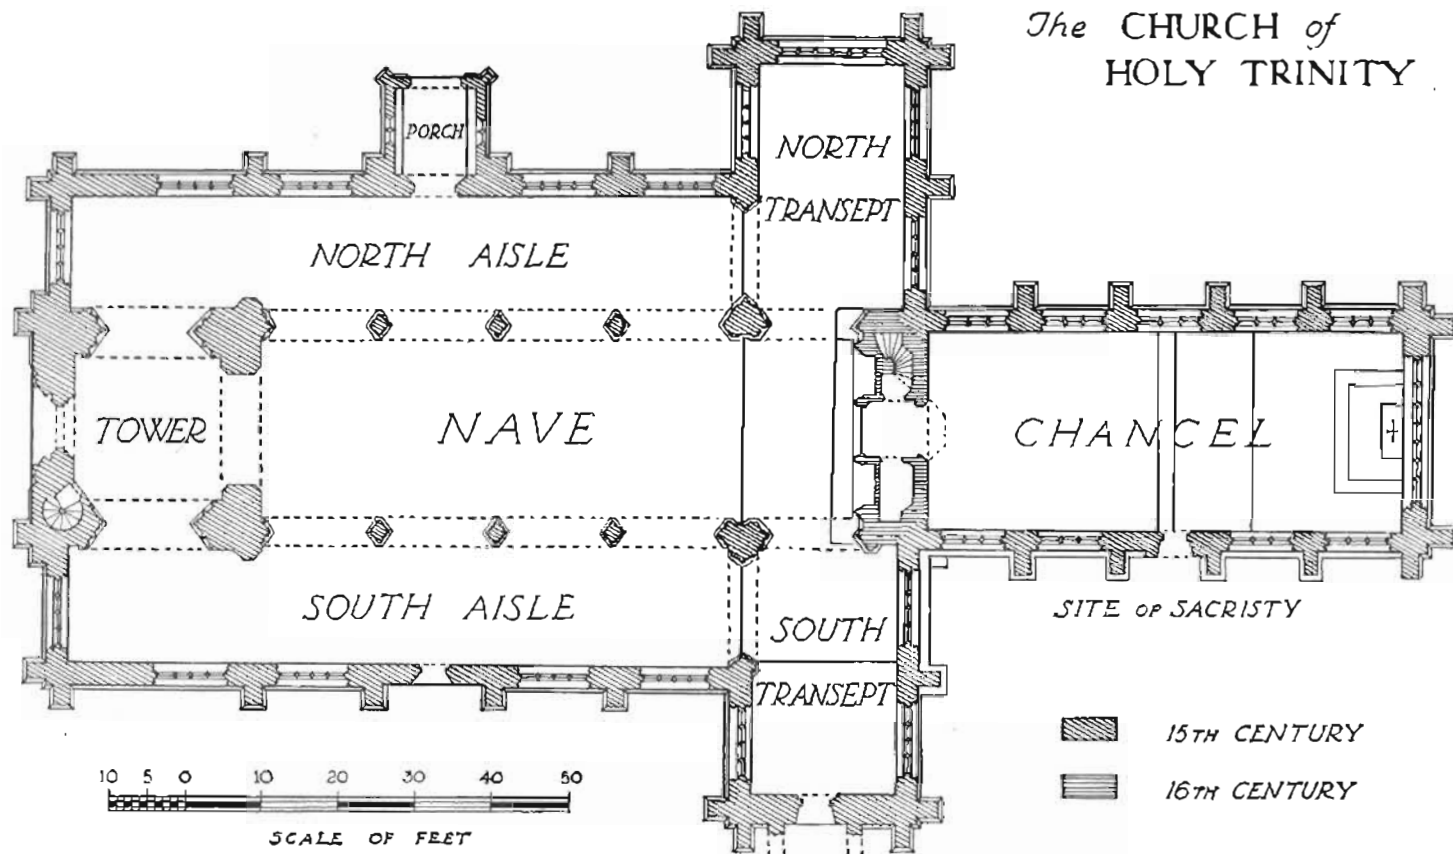 The CHURCH of
HOLY TRINITY
PORCH
NORTH
TRANSEPT
NORTH AISLE
TOWER
NAVE
CHANCEL
SOUTH AISLE
SOUTH
TRANSEPT
SITE OF SACRISTY
15TH CENTURY
16TH CENTURY
10 5 0 10 20 30 40 50
SCALE OF FEET